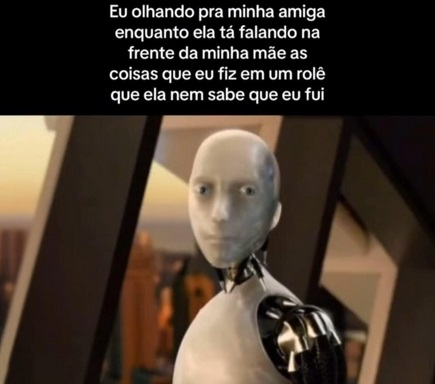 Eu olhando pra minha amiga
enquanto ela tá falando na
frente da minha mãe as
coisas que eu fiz em um rolê
que ela nem sabe que eu fui